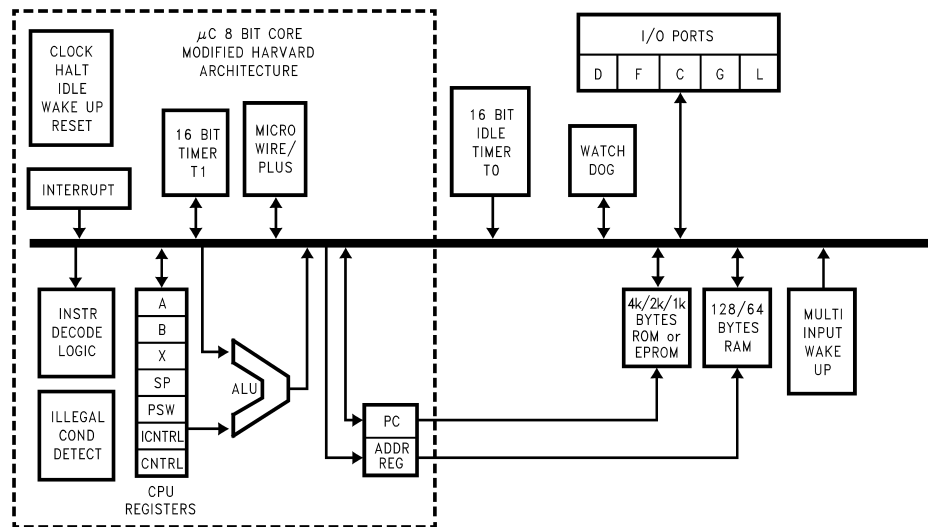 μC 8 BIT CORE
MODIFIED HARVARD
ARCHITECTURE
CLOCK
HALT
IDLE
WAKE UP
RESET
INTERRUPT
16 BIT
TIMER
T1
MICRO
WIRE/
PLUS
16 BIT
IDLE
TIMER
T0
WATCH
DOG
I/O PORTS
D F C G L
INSTR
DECODE
LOGIC
ILLEGAL
COND
DETECT
A
B
X
SP
PSW
ICNTRL
CNTRL
CPU
REGISTERS
ALU
PC
ADDR
REG
4k/2k/1k
BYTES
ROM or
EPROM
128/64
BYTES
RAM
MULTI
INPUT
WAKE
UP